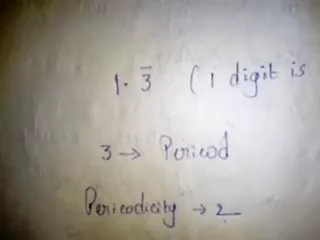 1.3̅ (1 digit is
3 → Period
Periodicity → 2